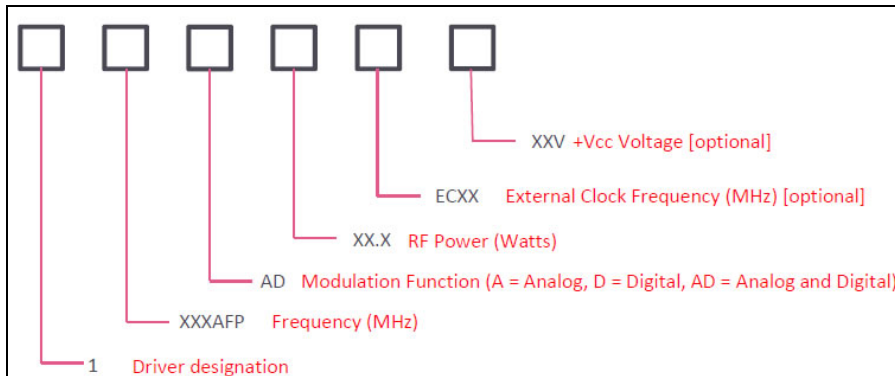 XXV +Vcc Voltage [optional]
ECXX External Clock Frequency (MHz) [optional]
XX.X RF Power (Watts)
AD Modulation Function (A = Analog, D = Digital, AD = Analog and Digital)
XXXAFP Frequency (MHz)
1 Driver designation